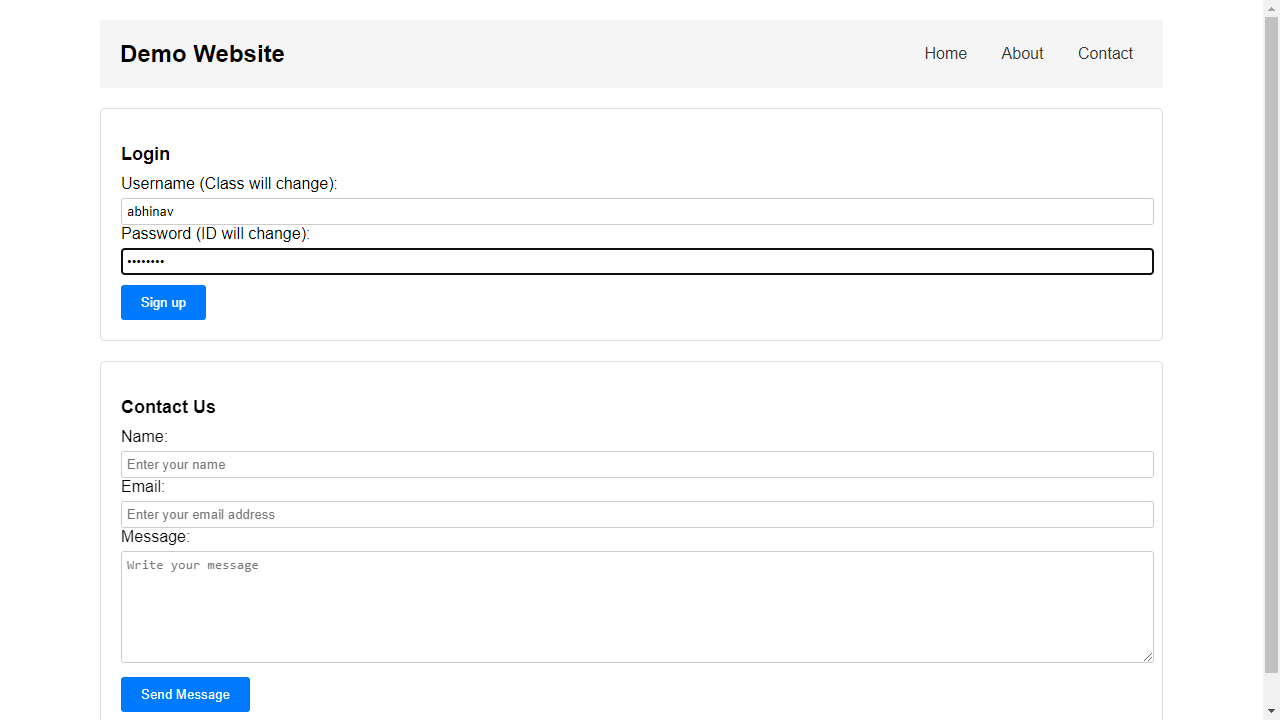 Demo Website
Home About Contact
Login
Username (Class will change):
abhinav
Password (ID will change):
••••••••
Sign up
Contact Us
Name:
Enter your name
Email:
Enter your email address
Message:
Write your message
Send Message